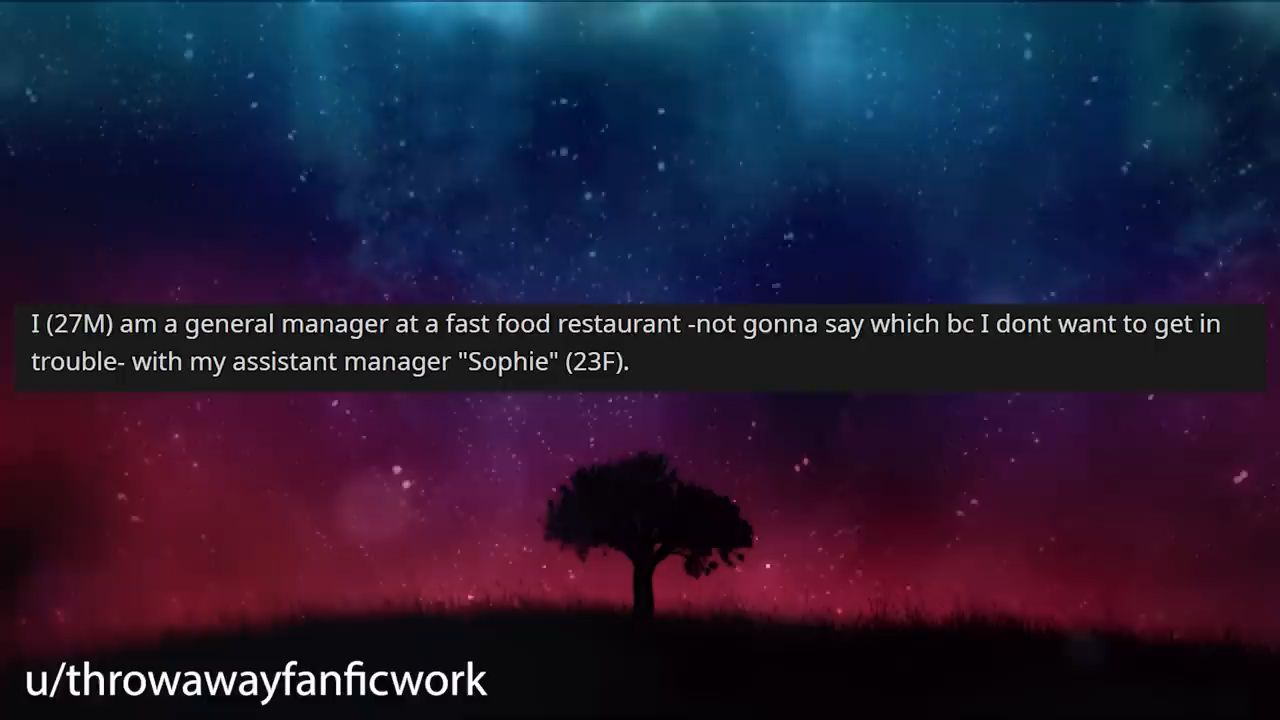 I (27M) am a general manager at a fast food restaurant -not gonna say which bc I dont want to get in
trouble- with my assistant manager "Sophie" (23F).
u/throwawayfanficwork